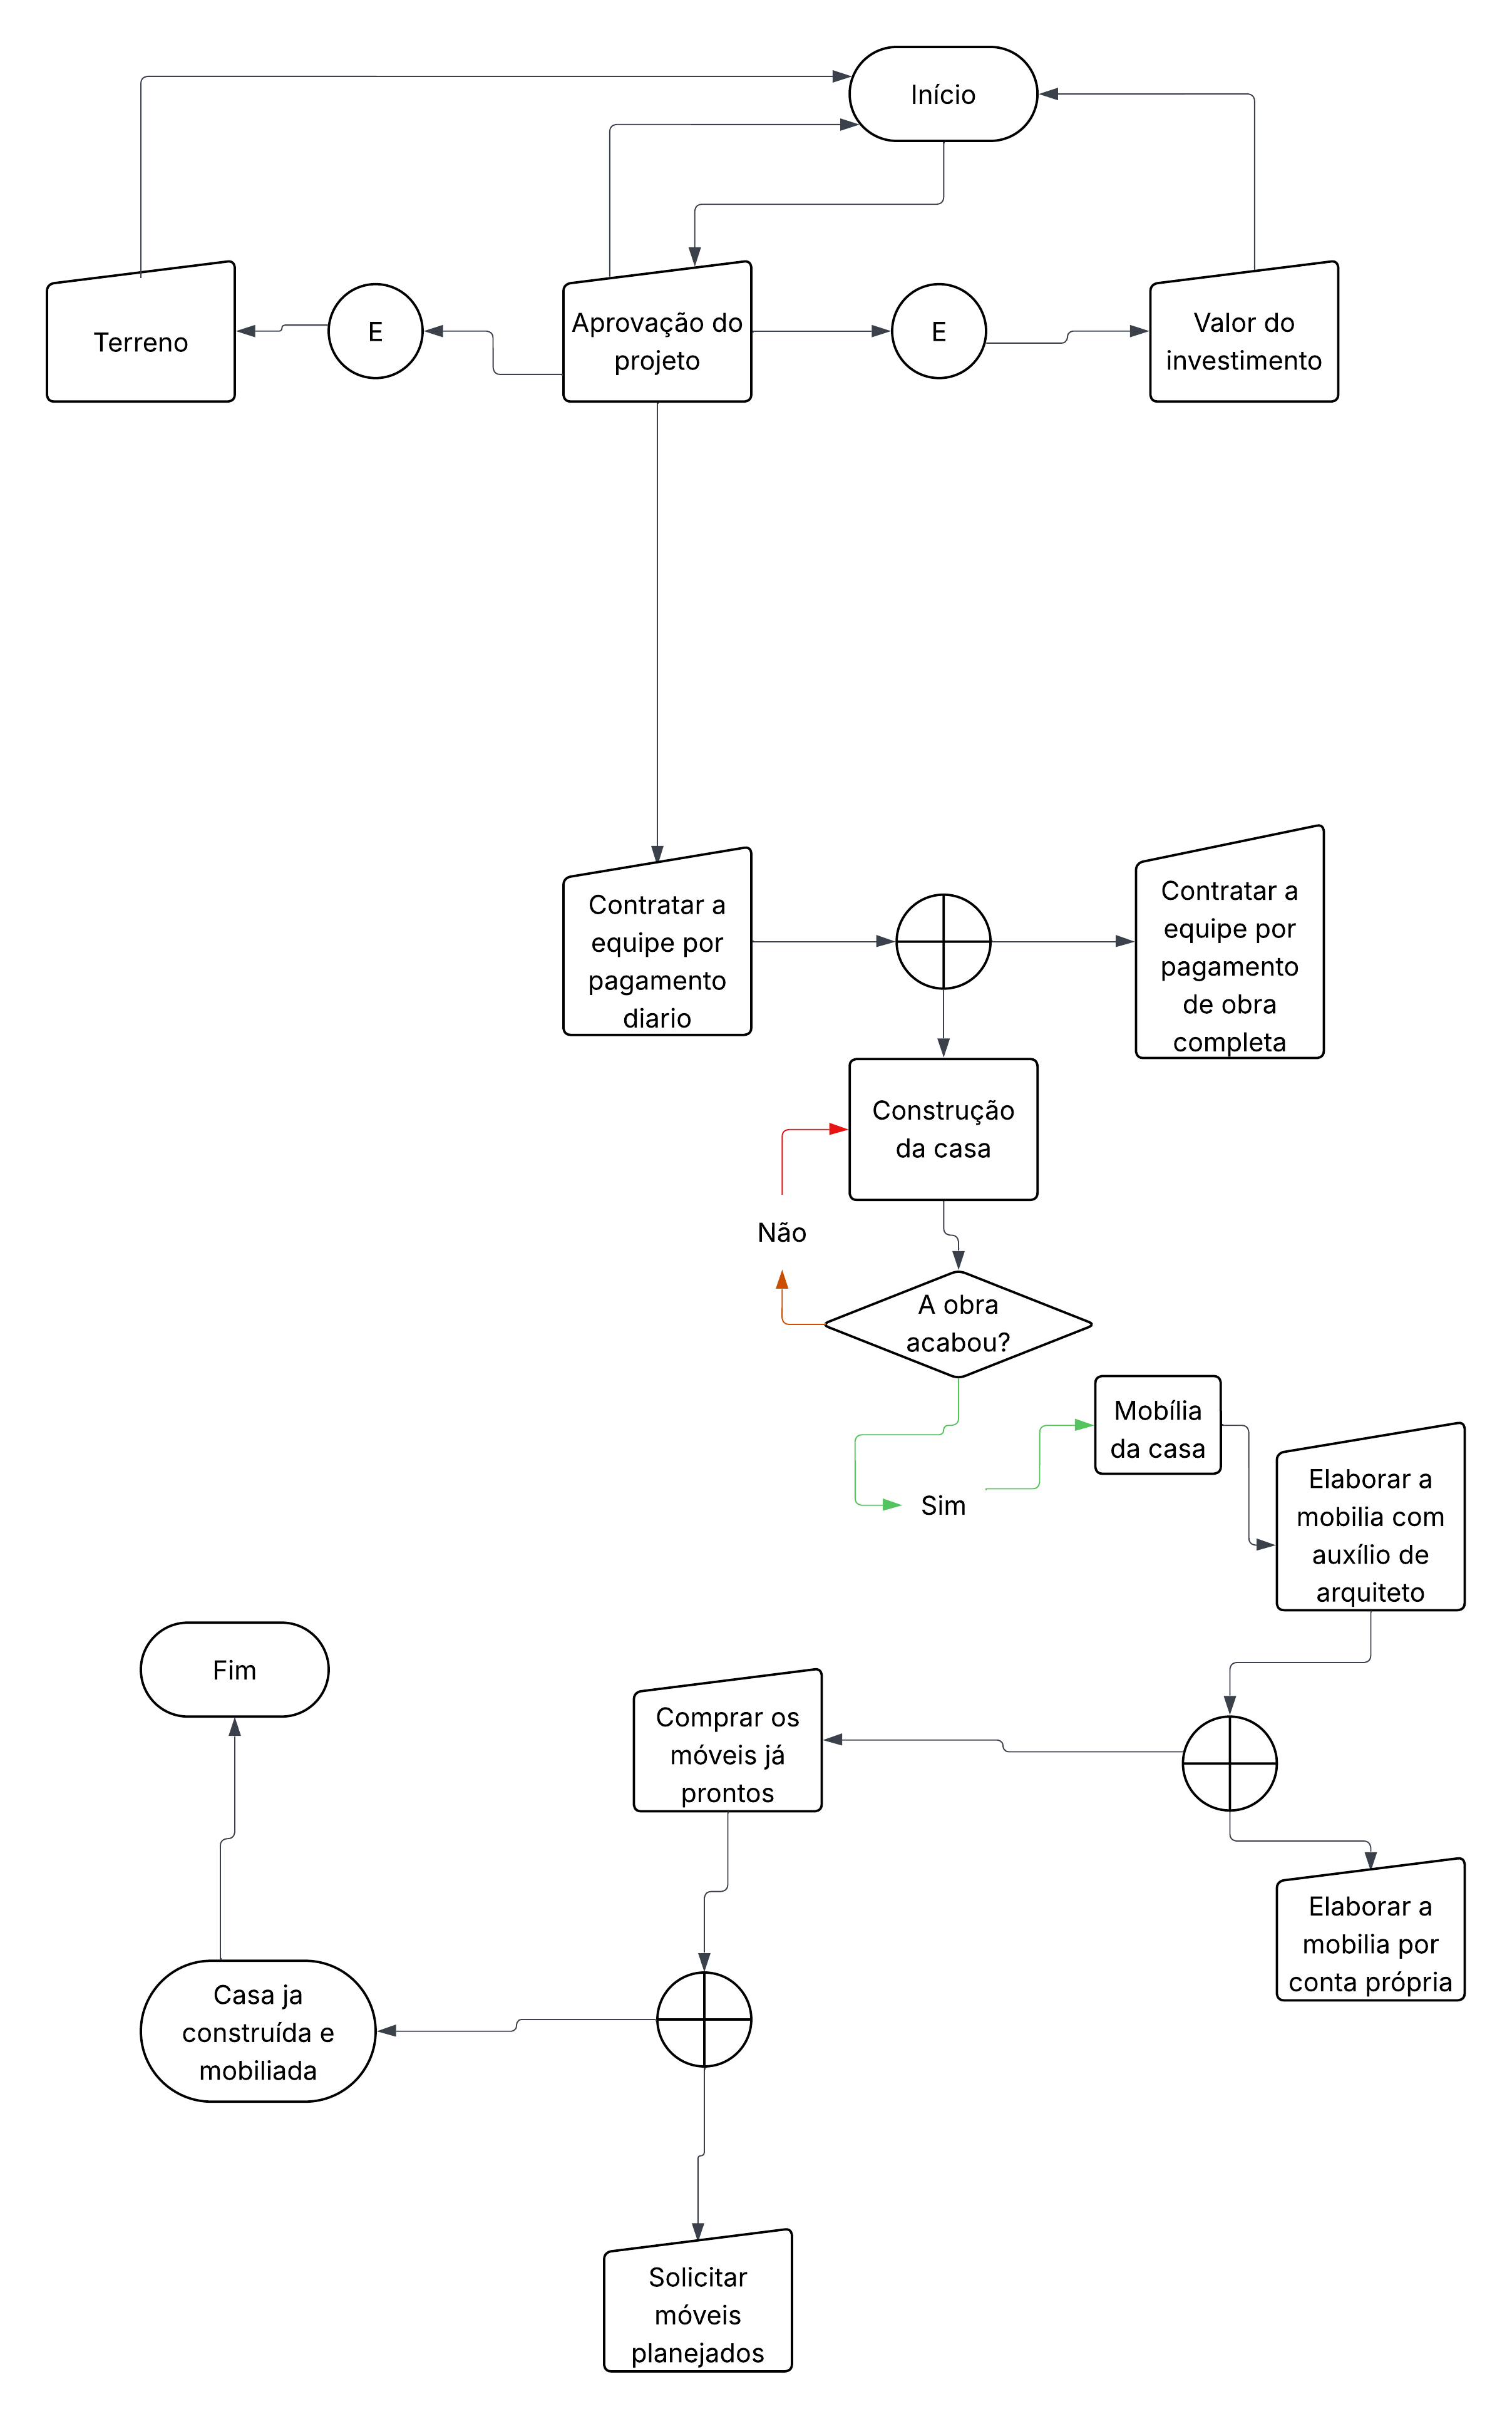 Início
Terreno
E
Aprovação do
projeto
E
Valor do
investimento
Contratar a
equipe por
pagamento
diario
Contratar a
equipe por
pagamento
de obra
completa
Construção
da casa
Não
A obra
acabou?
Mobília
da casa
Sim
Elaborar a
mobilia com
auxílio de
arquiteto
Fim
Comprar os
móveis já
prontos
Elaborar a
mobilia por
conta própria
Casa ja
construída e
mobiliada
Solicitar
móveis
planejados